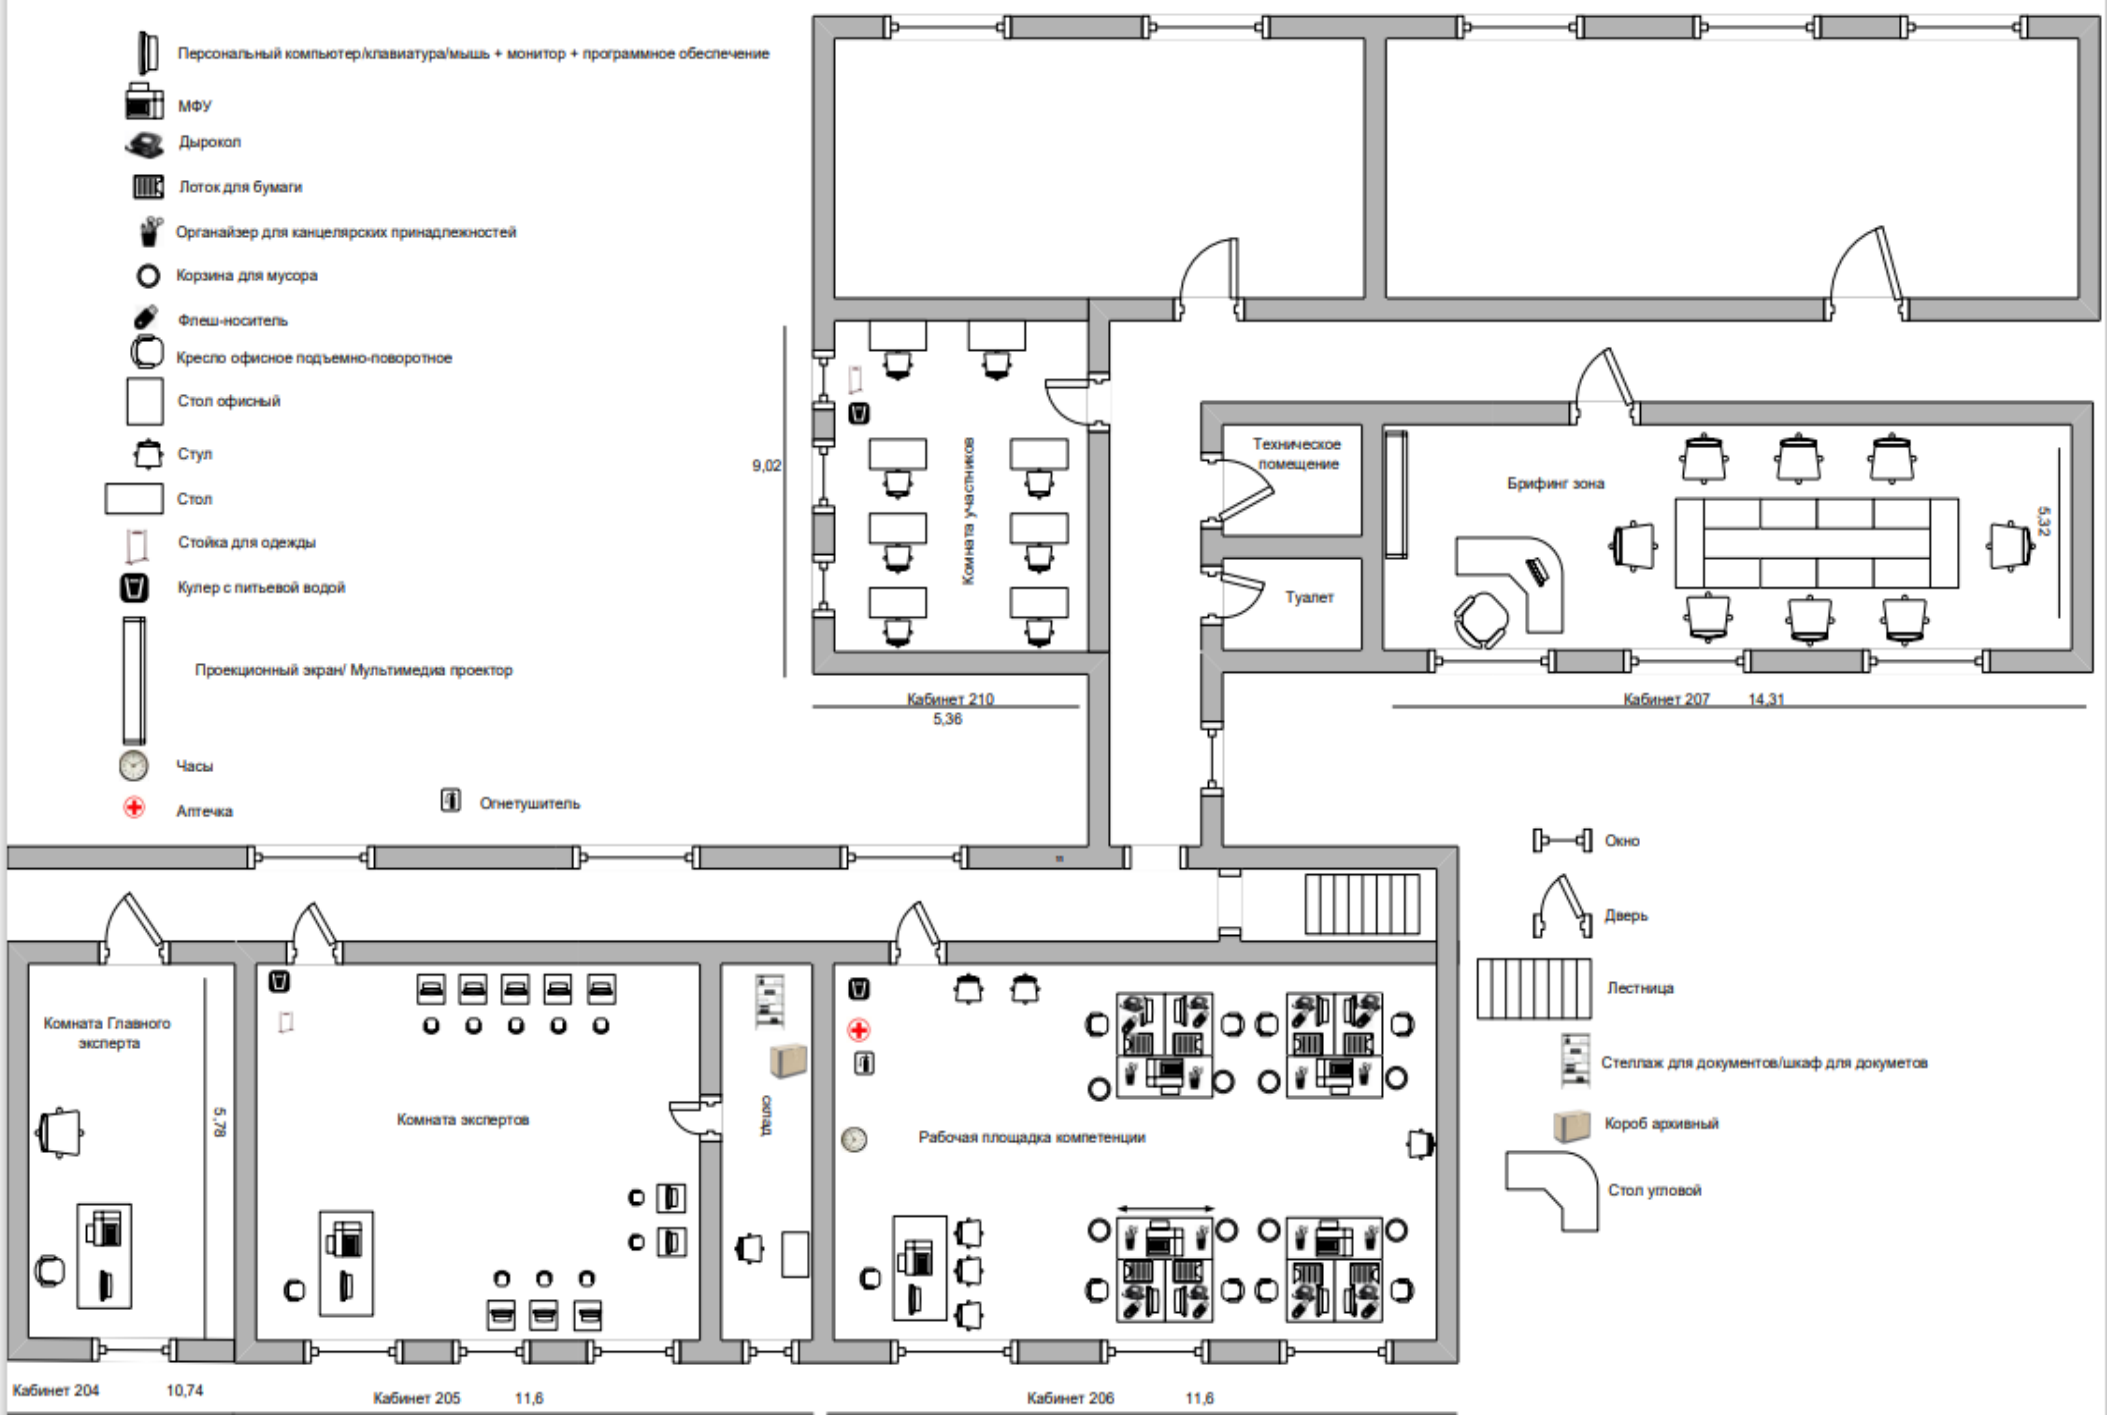 Персональный компьютер/клавиатура/мышь + монитор + программное обеспечение
МФУ
Дырокол
Лоток для бумаги
Органайзер для канцелярских принадлежностей
Корзина для мусора
Флеш-носитель
Кресло офисное подъемно-поворотное
Стол офисный
Стул
Стол
Стойка для одежды
Кулер с питьевой водой
Проекционный экран/ Мультимедиа проектор
Часы
Аптечка
Огнетушитель
9,02
Комната участников
Кабинет 210
5,36
Техническое
помещение
Туалет
Брифинг зона
5,32
Кабинет 207 14,31
Окно
Дверь
Лестница
Стеллаж для документов/шкаф для докуметов
Короб архивный
Стол угловой
Комната Главного
эксперта
5,78
Комната экспертов
склад
Рабочая площадка компетенции
Кабинет 204 10,74
Кабинет 205 11,6
Кабинет 206 11,6